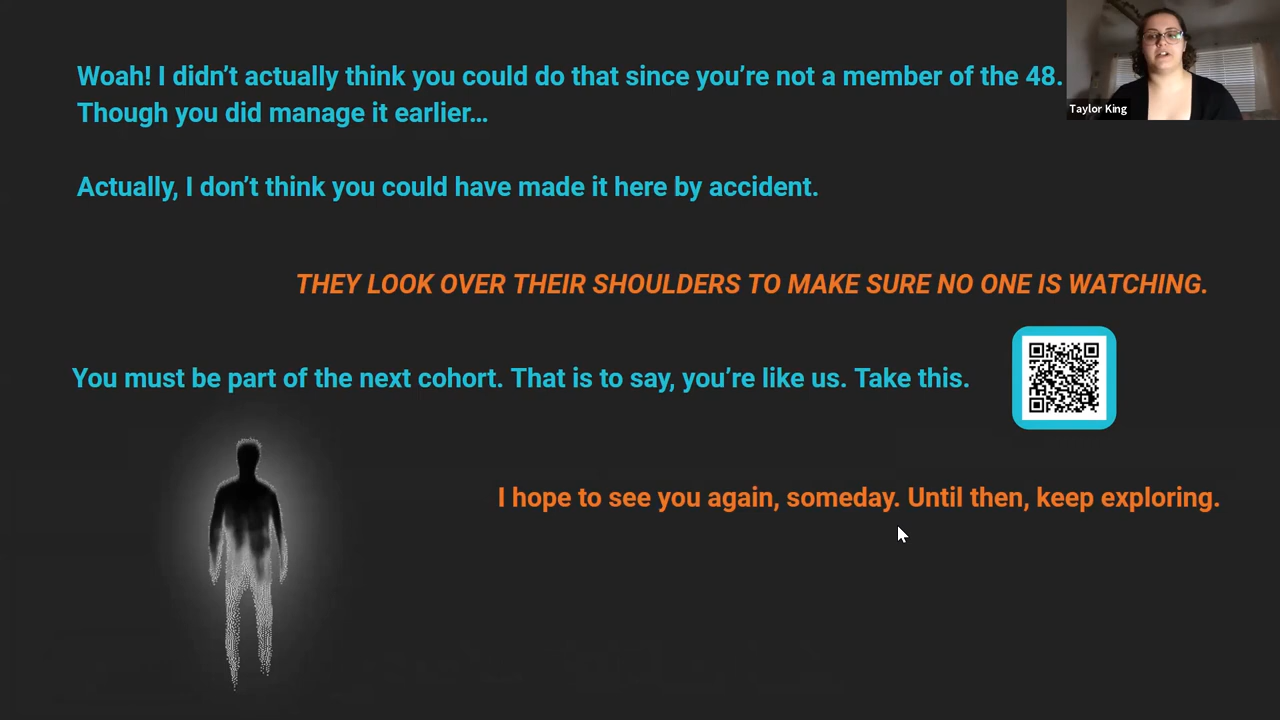 Woah! I didn’t actually think you could do that since you’re not a member of the 48.
Though you did manage it earlier…
Taylor King
Actually, I don’t think you could have made it here by accident.
THEY LOOK OVER THEIR SHOULDERS TO MAKE SURE NO ONE IS WATCHING.
You must be part of the next cohort. That is to say, you’re like us. Take this.
I hope to see you again, someday. Until then, keep exploring.